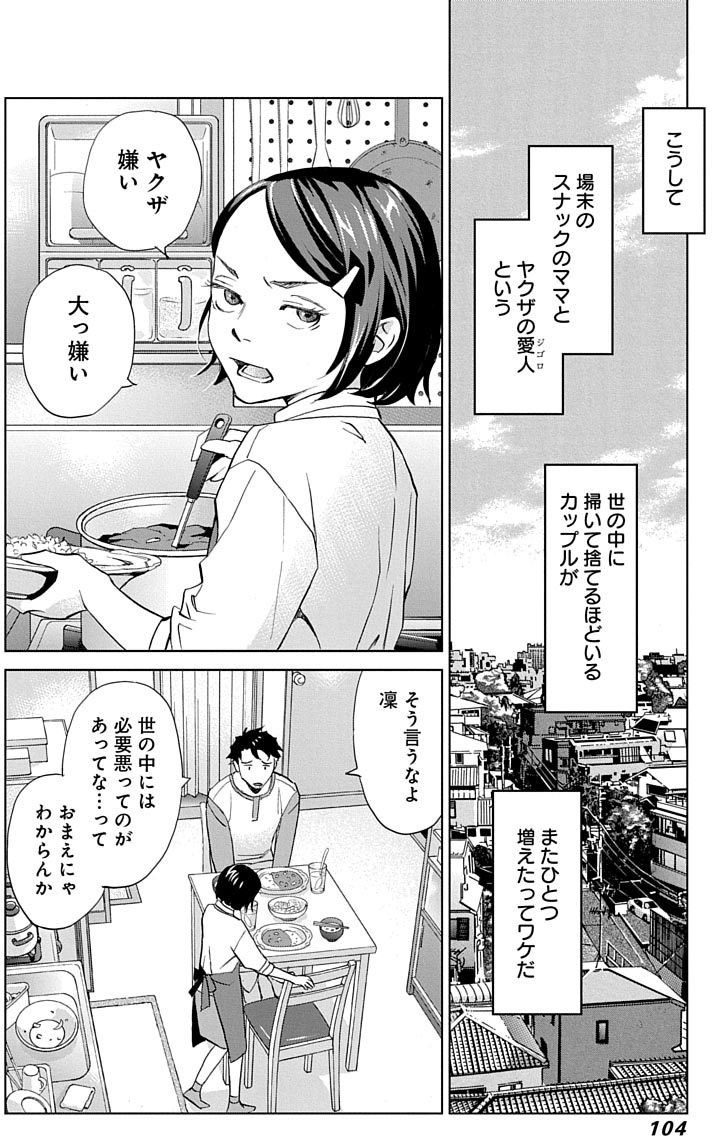 こうして
場末の
スナックのママと
ヤクザの愛人
ジゴロ
という
世の中に
掃いて捨てるほどいる
カップルが
またひとつ
増えたってワケだ
ヤクザ
嫌い
大っ嫌い
そう言うなよ
凜
世の中には
必要悪ってのが
あってな…って
おまえにゃ
わからんか
104